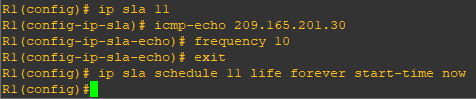 R1(config)# ip sla 11
R1(config-ip-sla)# icmp-echo 209.165.201.30
R1(config-ip-sla-echo)# frequency 10
R1(config-ip-sla-echo)# exit
R1(config)# ip sla schedule 11 life forever start-time now
R1(config)#